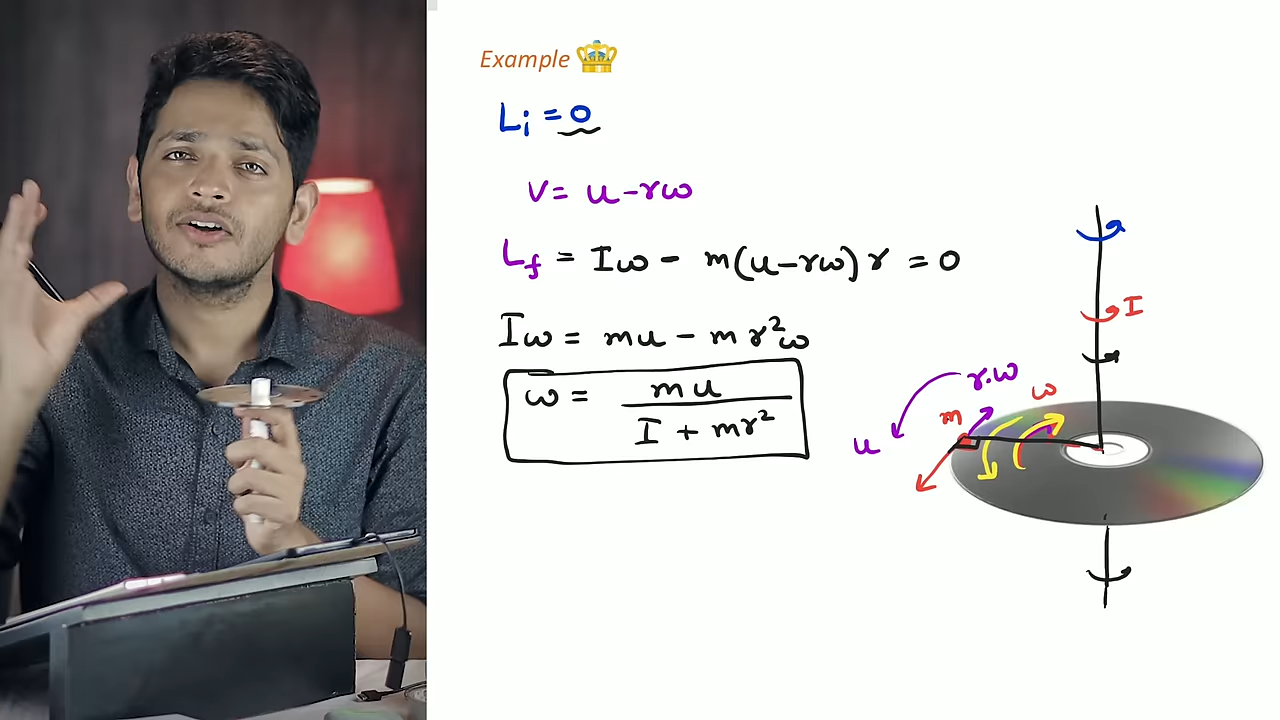 Example
Li = 0
v = u - rω
Lf = Iω - m(u-rω) r = 0
Iω = mu - mr²ω
ω = mu / I + mr²
I
r.ω
ω
m
u